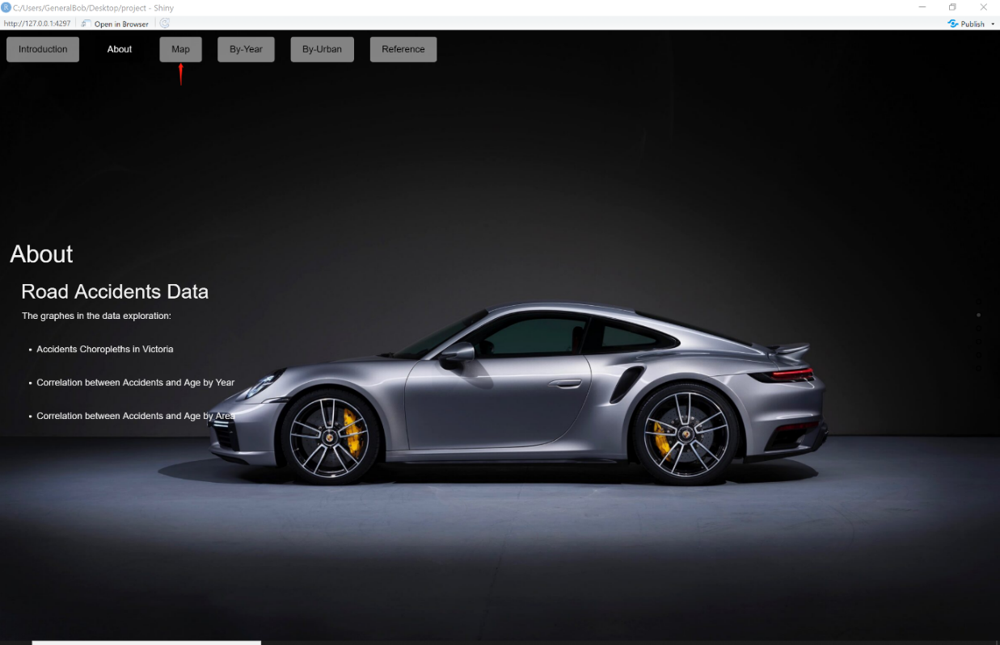 C:/Users/GeneralBob/Desktop/project - Shiny
http://127.0.0.1:4297 Open in Browser Publish
Introduction About Map By-Year By-Urban Reference
About
Road Accidents Data
The graphes in the data exploration:
Accidents Choropleths in Victoria
Correlation between Accidents and Age by Year
Correlation between Accidents and Age by Area